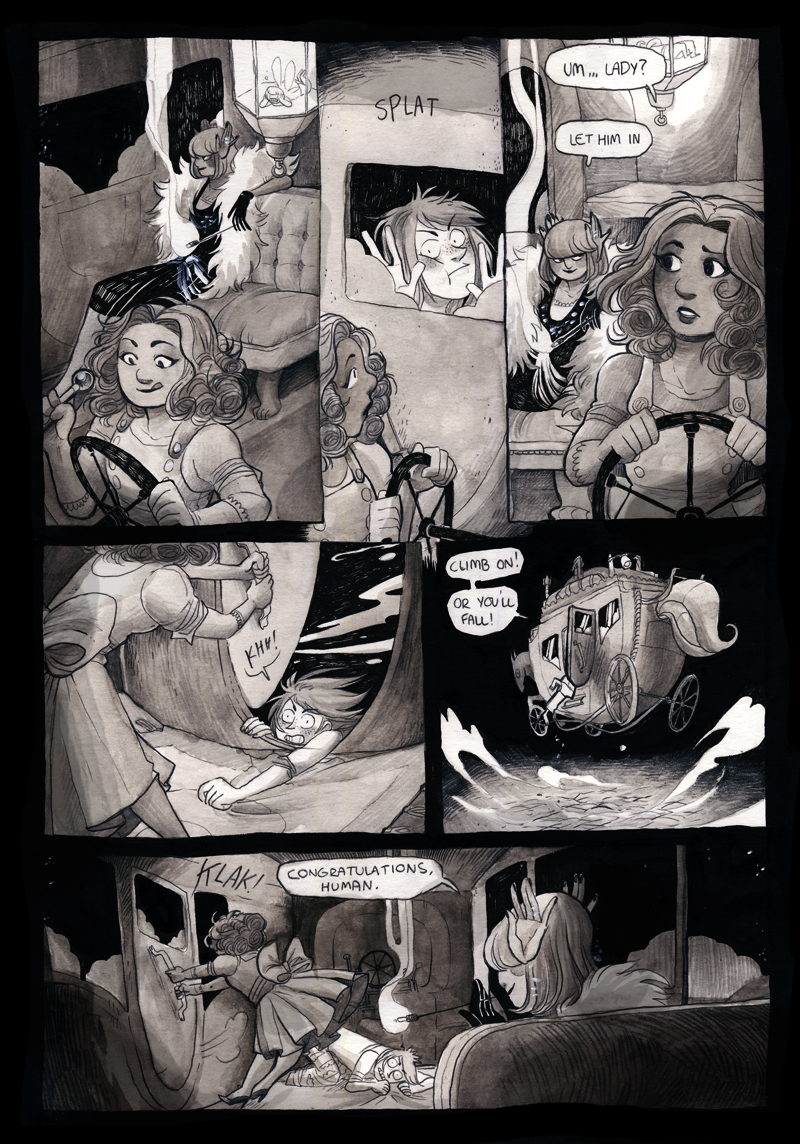 SPLAT
UM... LADY?
LET HIM IN
KHH!
CLIMB ON!
OR YOU'LL
FALL!
KLAK!
CONGRATULATIONS,
HUMAN.